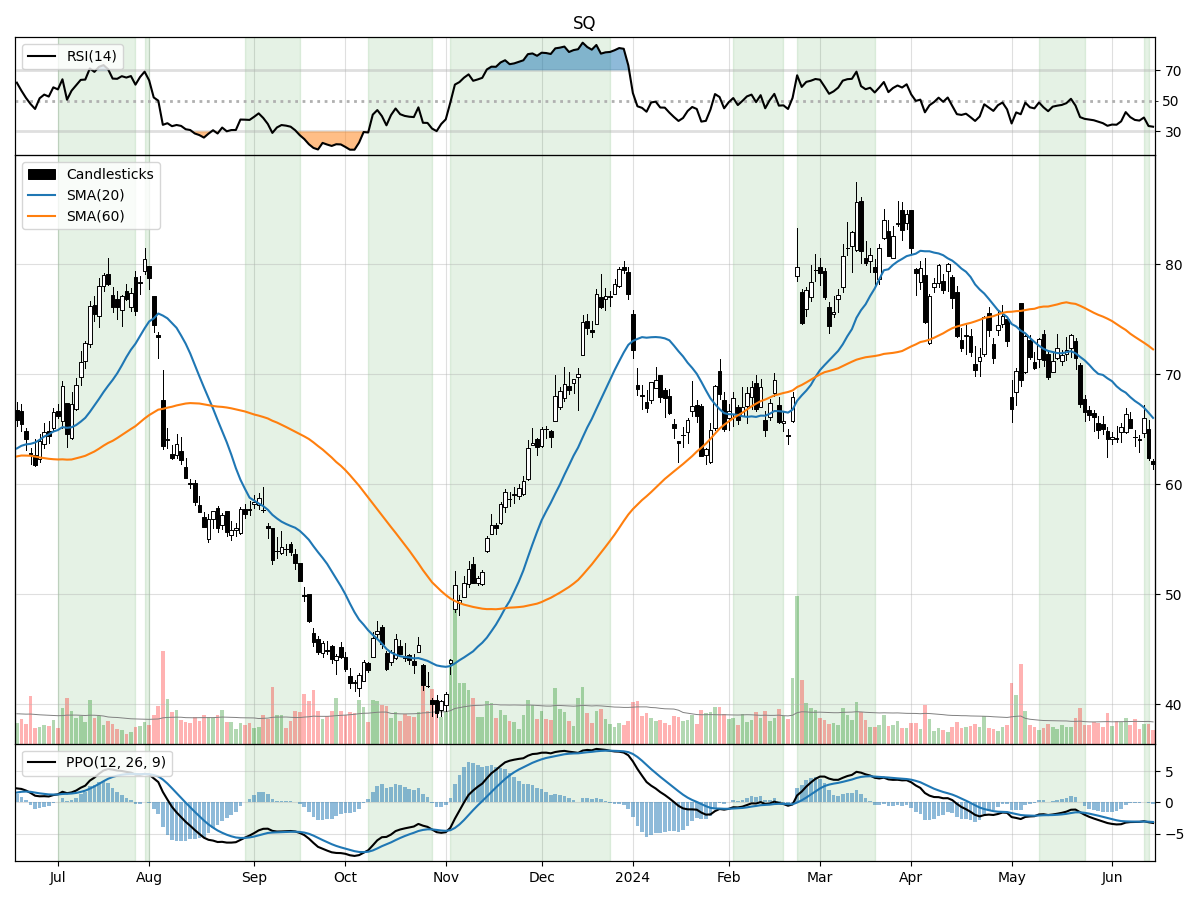 SQ
RSI(14)
70
50
30
Candlesticks
SMA(20)
SMA(60)
80
70
60
50
40
PPO(12, 26, 9)
5
0
−5
Jul Aug Sep Oct Nov Dec 2024 Feb Mar Apr May Jun